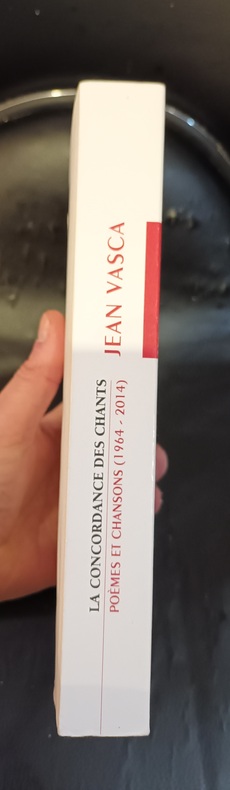 JEAN VASCA
LA CONCORDANCE DES CHANTS
POÈMES ET CHANSONS (1964 - 2014)